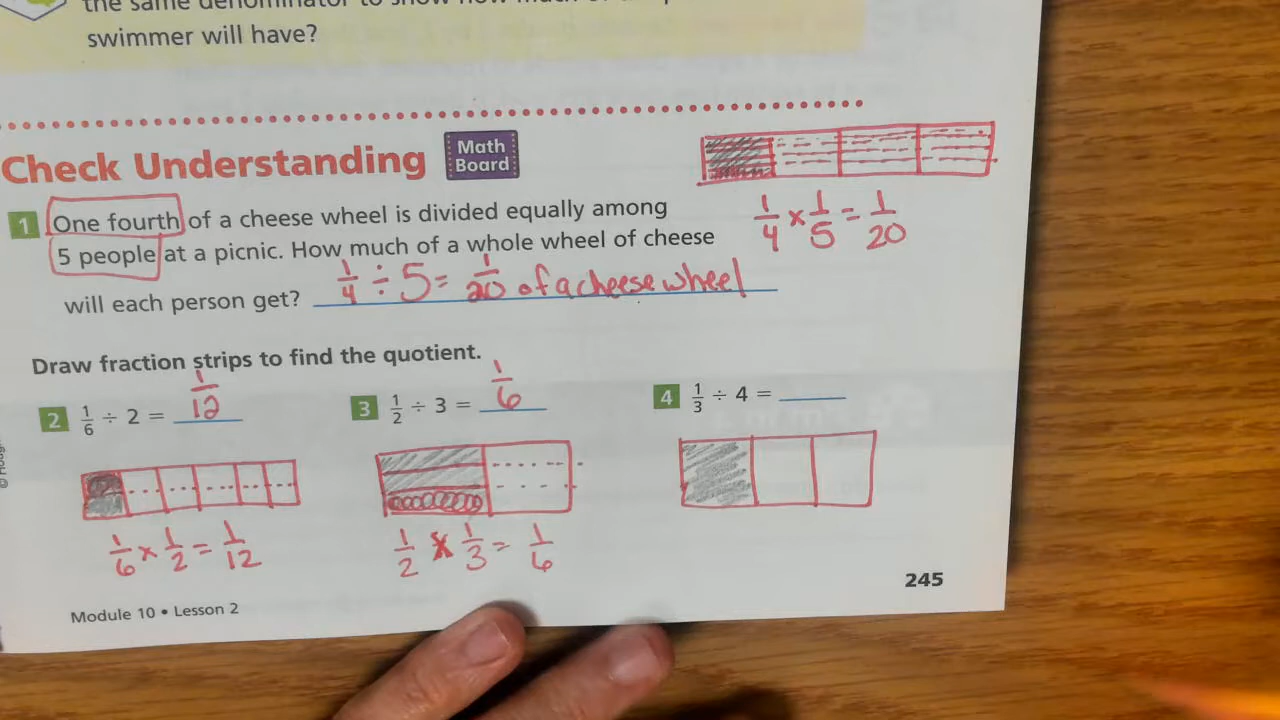 swimmer will have?
Check Understanding
Math
Board
1 One fourth of a cheese wheel is divided equally among
5 people at a picnic. How much of a whole wheel of cheese
will each person get? 1/4 ÷ 5 = 1/20 of a cheese wheel
1/4 × 1/5 = 1/20
Draw fraction strips to find the quotient.
2 1/6 ÷ 2 = 1/12
3 1/2 ÷ 3 = 1/6
4 1/3 ÷ 4 =
1/6 × 1/2 = 1/12
1/2 × 1/3 = 1/6
Module 10 • Lesson 2
245